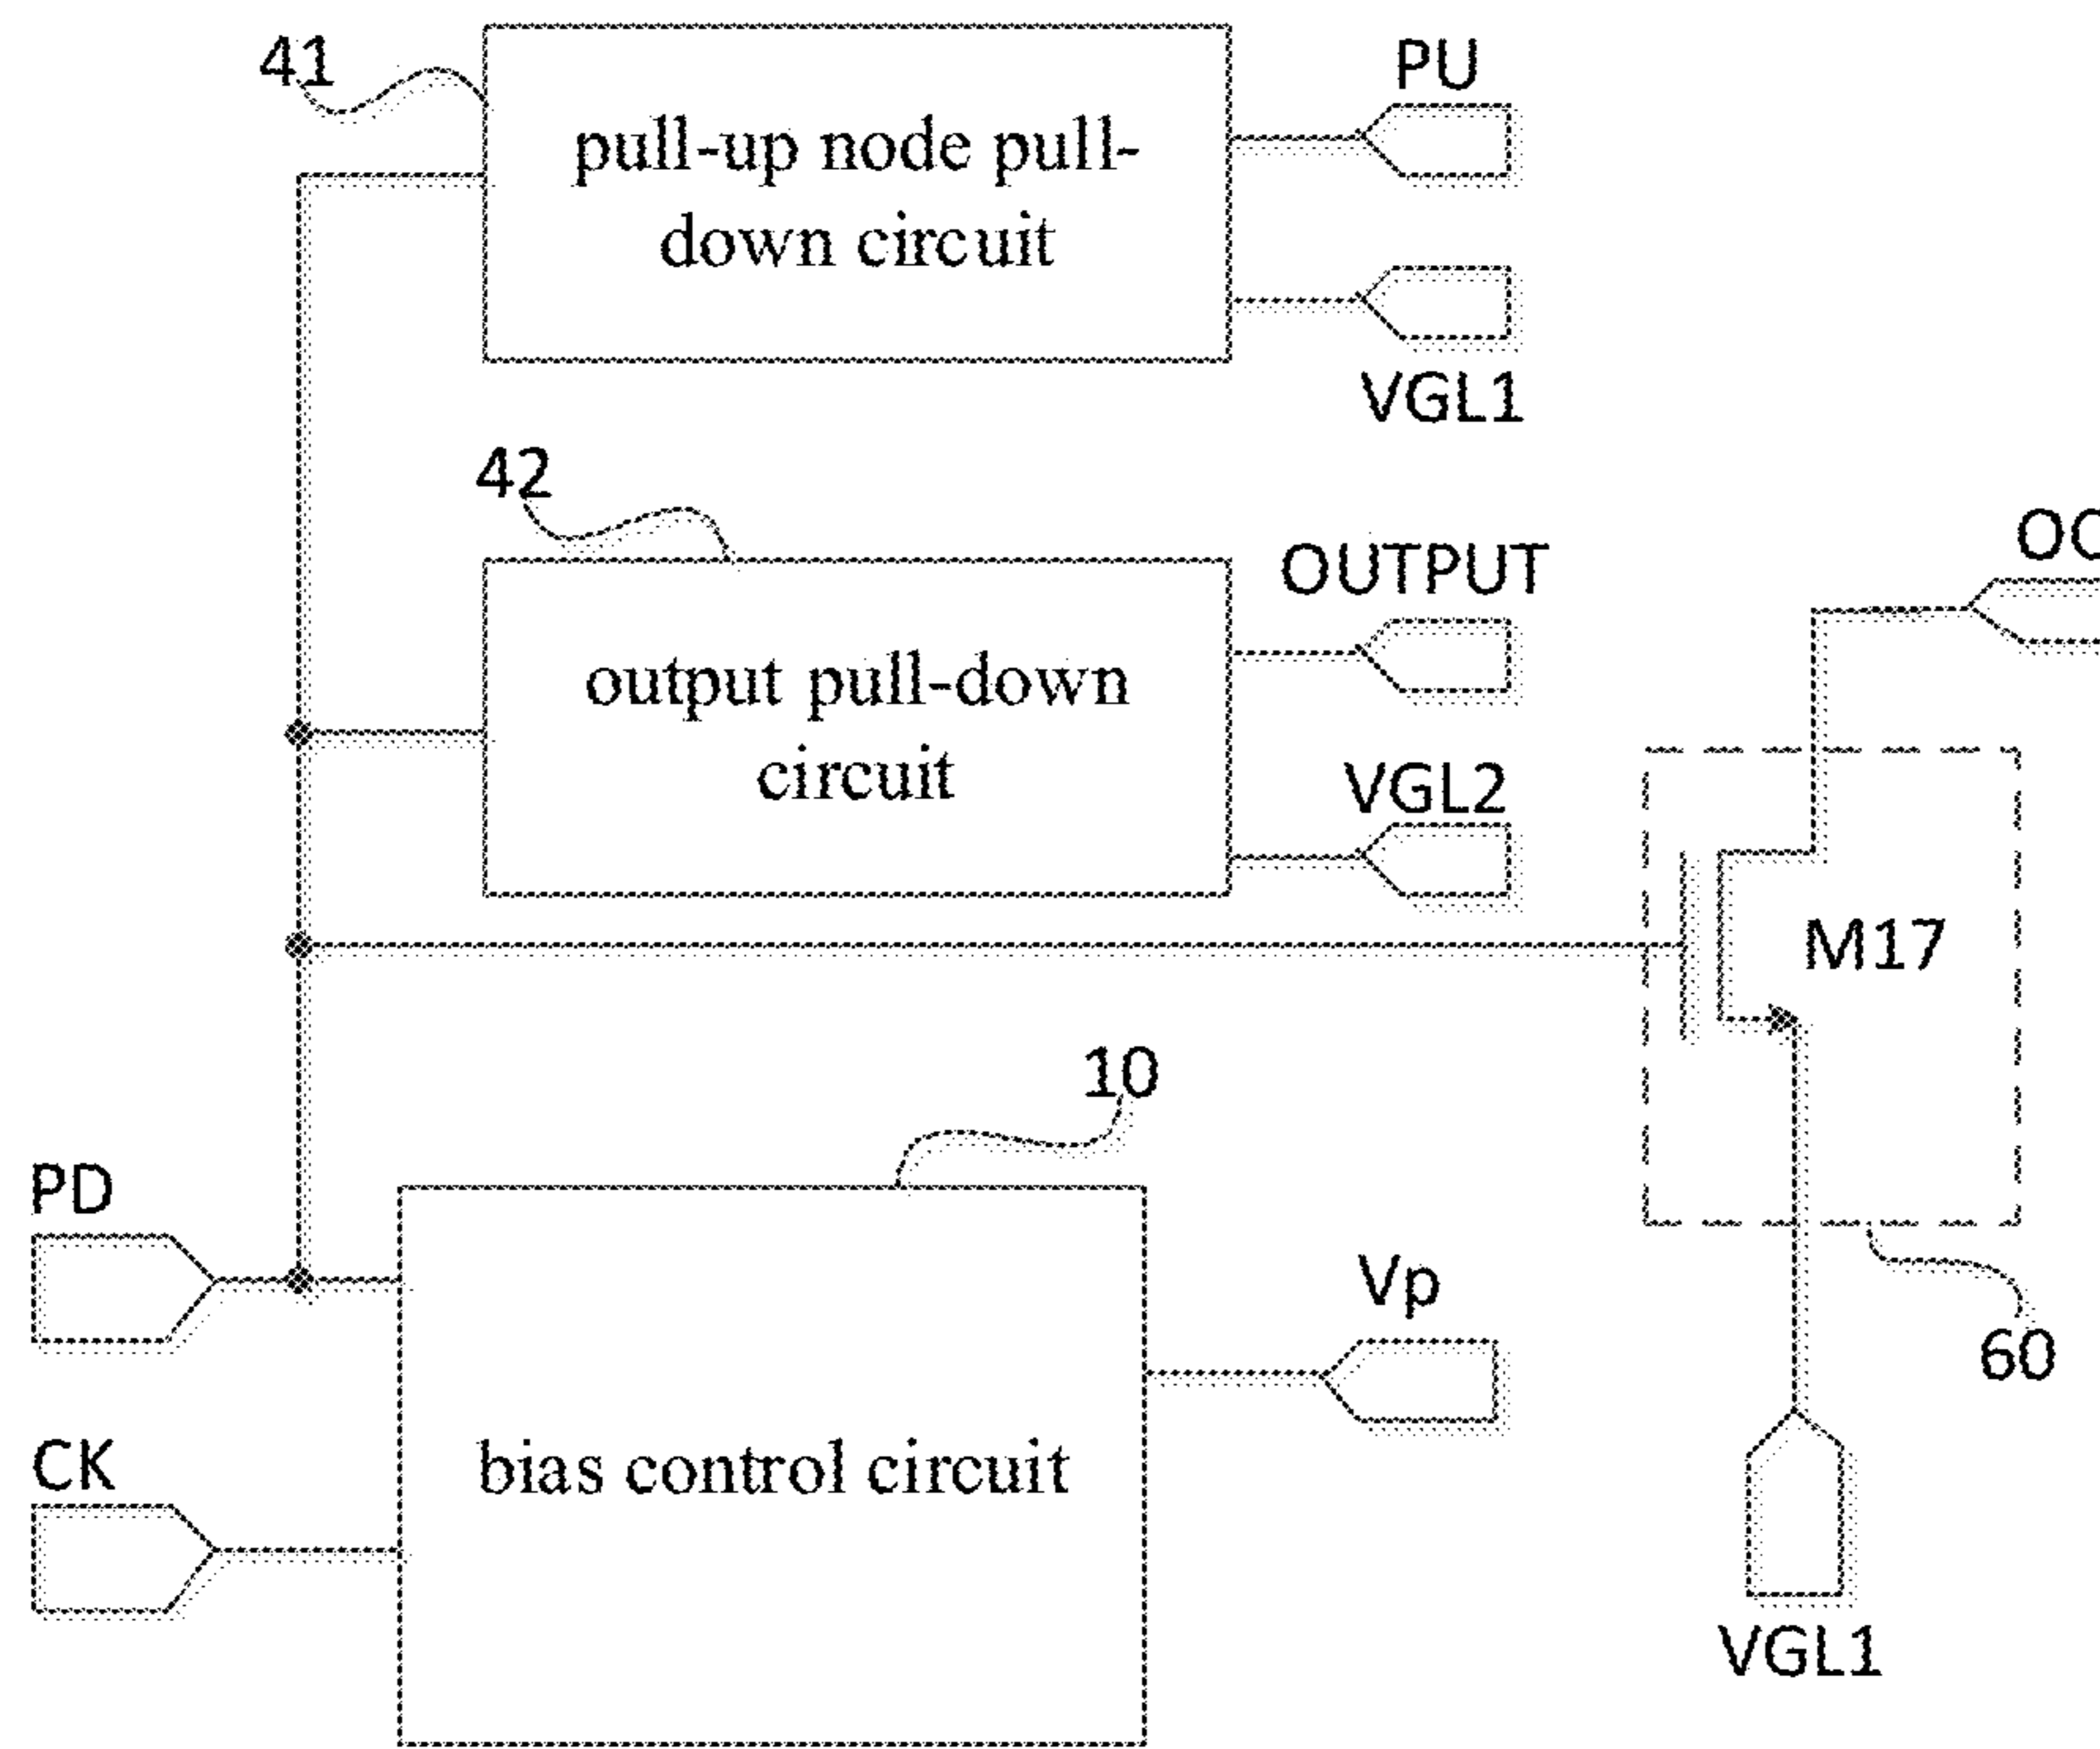 41
PU
pull-up node pull-
down circuit
VGL1
42
OUTPUT
output pull-down
circuit
VGL2
M17
10
PD
Vp
60
CK
bias control circuit
VGL1